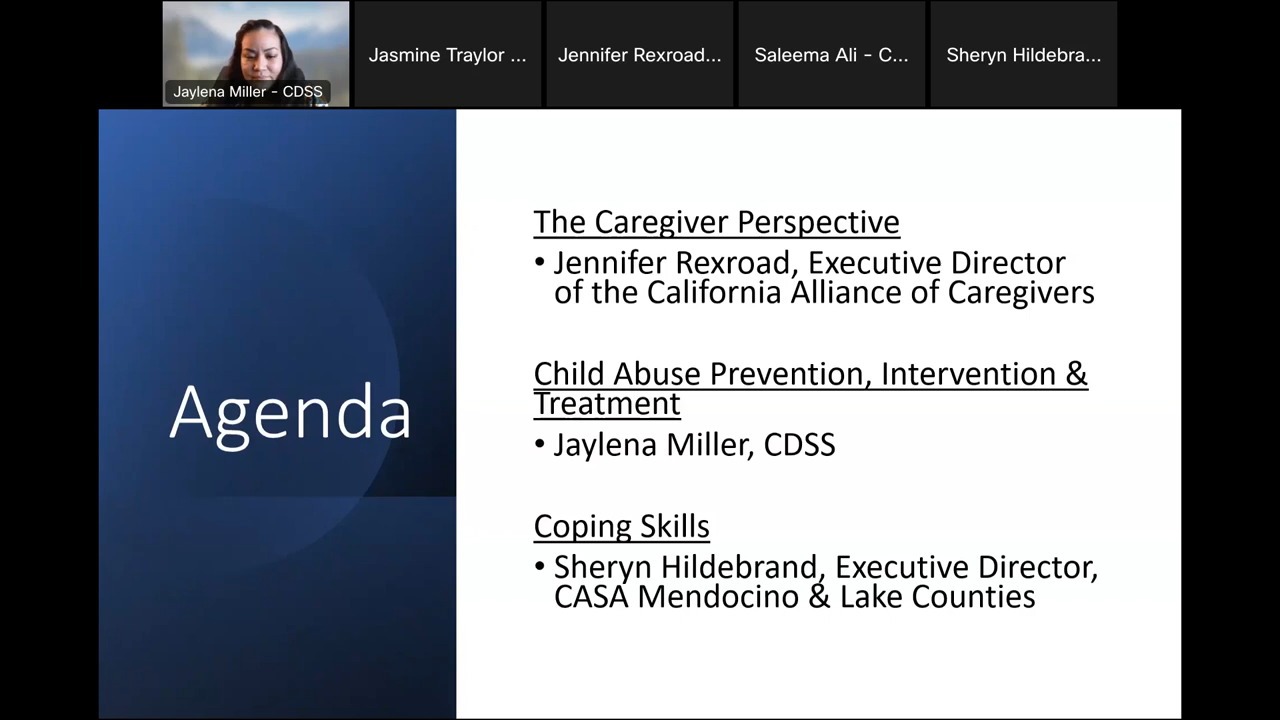 Jaylena Miller - CDSS
Jasmine Traylor ...
Jennifer Rexroad...
Saleema Ali - C...
Sheryn Hildebra...
Agenda
The Caregiver Perspective
• Jennifer Rexroad, Executive Director
of the California Alliance of Caregivers
Child Abuse Prevention, Intervention &
Treatment
• Jaylena Miller, CDSS
Coping Skills
• Sheryn Hildebrand, Executive Director,
CASA Mendocino & Lake Counties